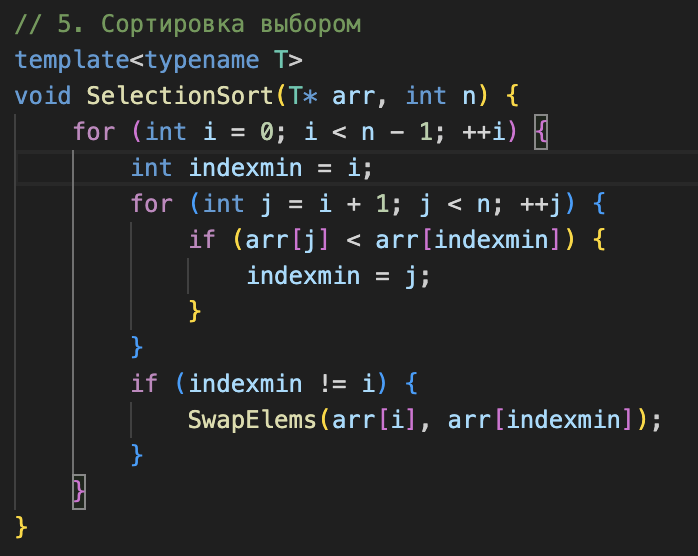 // 5. Сортировка выбором
template<typename T>
void SelectionSort(T* arr, int n) {
    for (int i = 0; i < n - 1; ++i) {
        int indexmin = i;
        for (int j = i + 1; j < n; ++j) {
            if (arr[j] < arr[indexmin]) {
                indexmin = j;
            }
        }
        if (indexmin != i) {
            SwapElems(arr[i], arr[indexmin]);
        }
    }
}